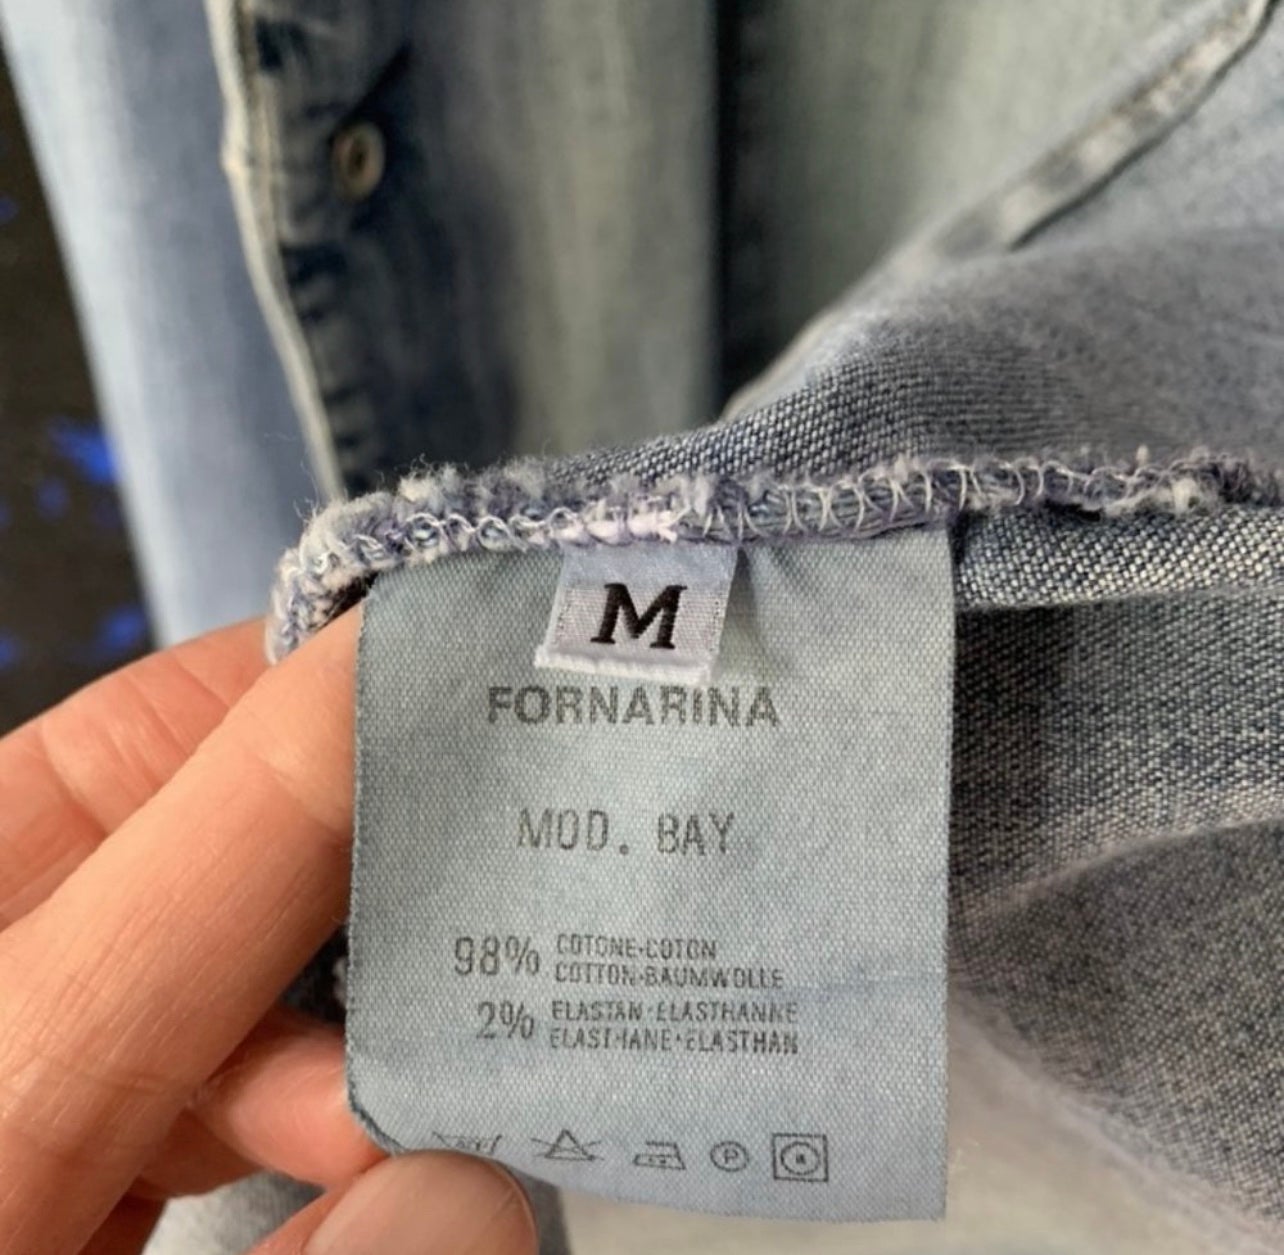 M
FORNARINA
MOD. BAY
98% COTONE·COTON
COTTON·BAUMWOLLE
2% ELASTAN·ELASTHANNE
ELASTHANE·ELASTHAN
P